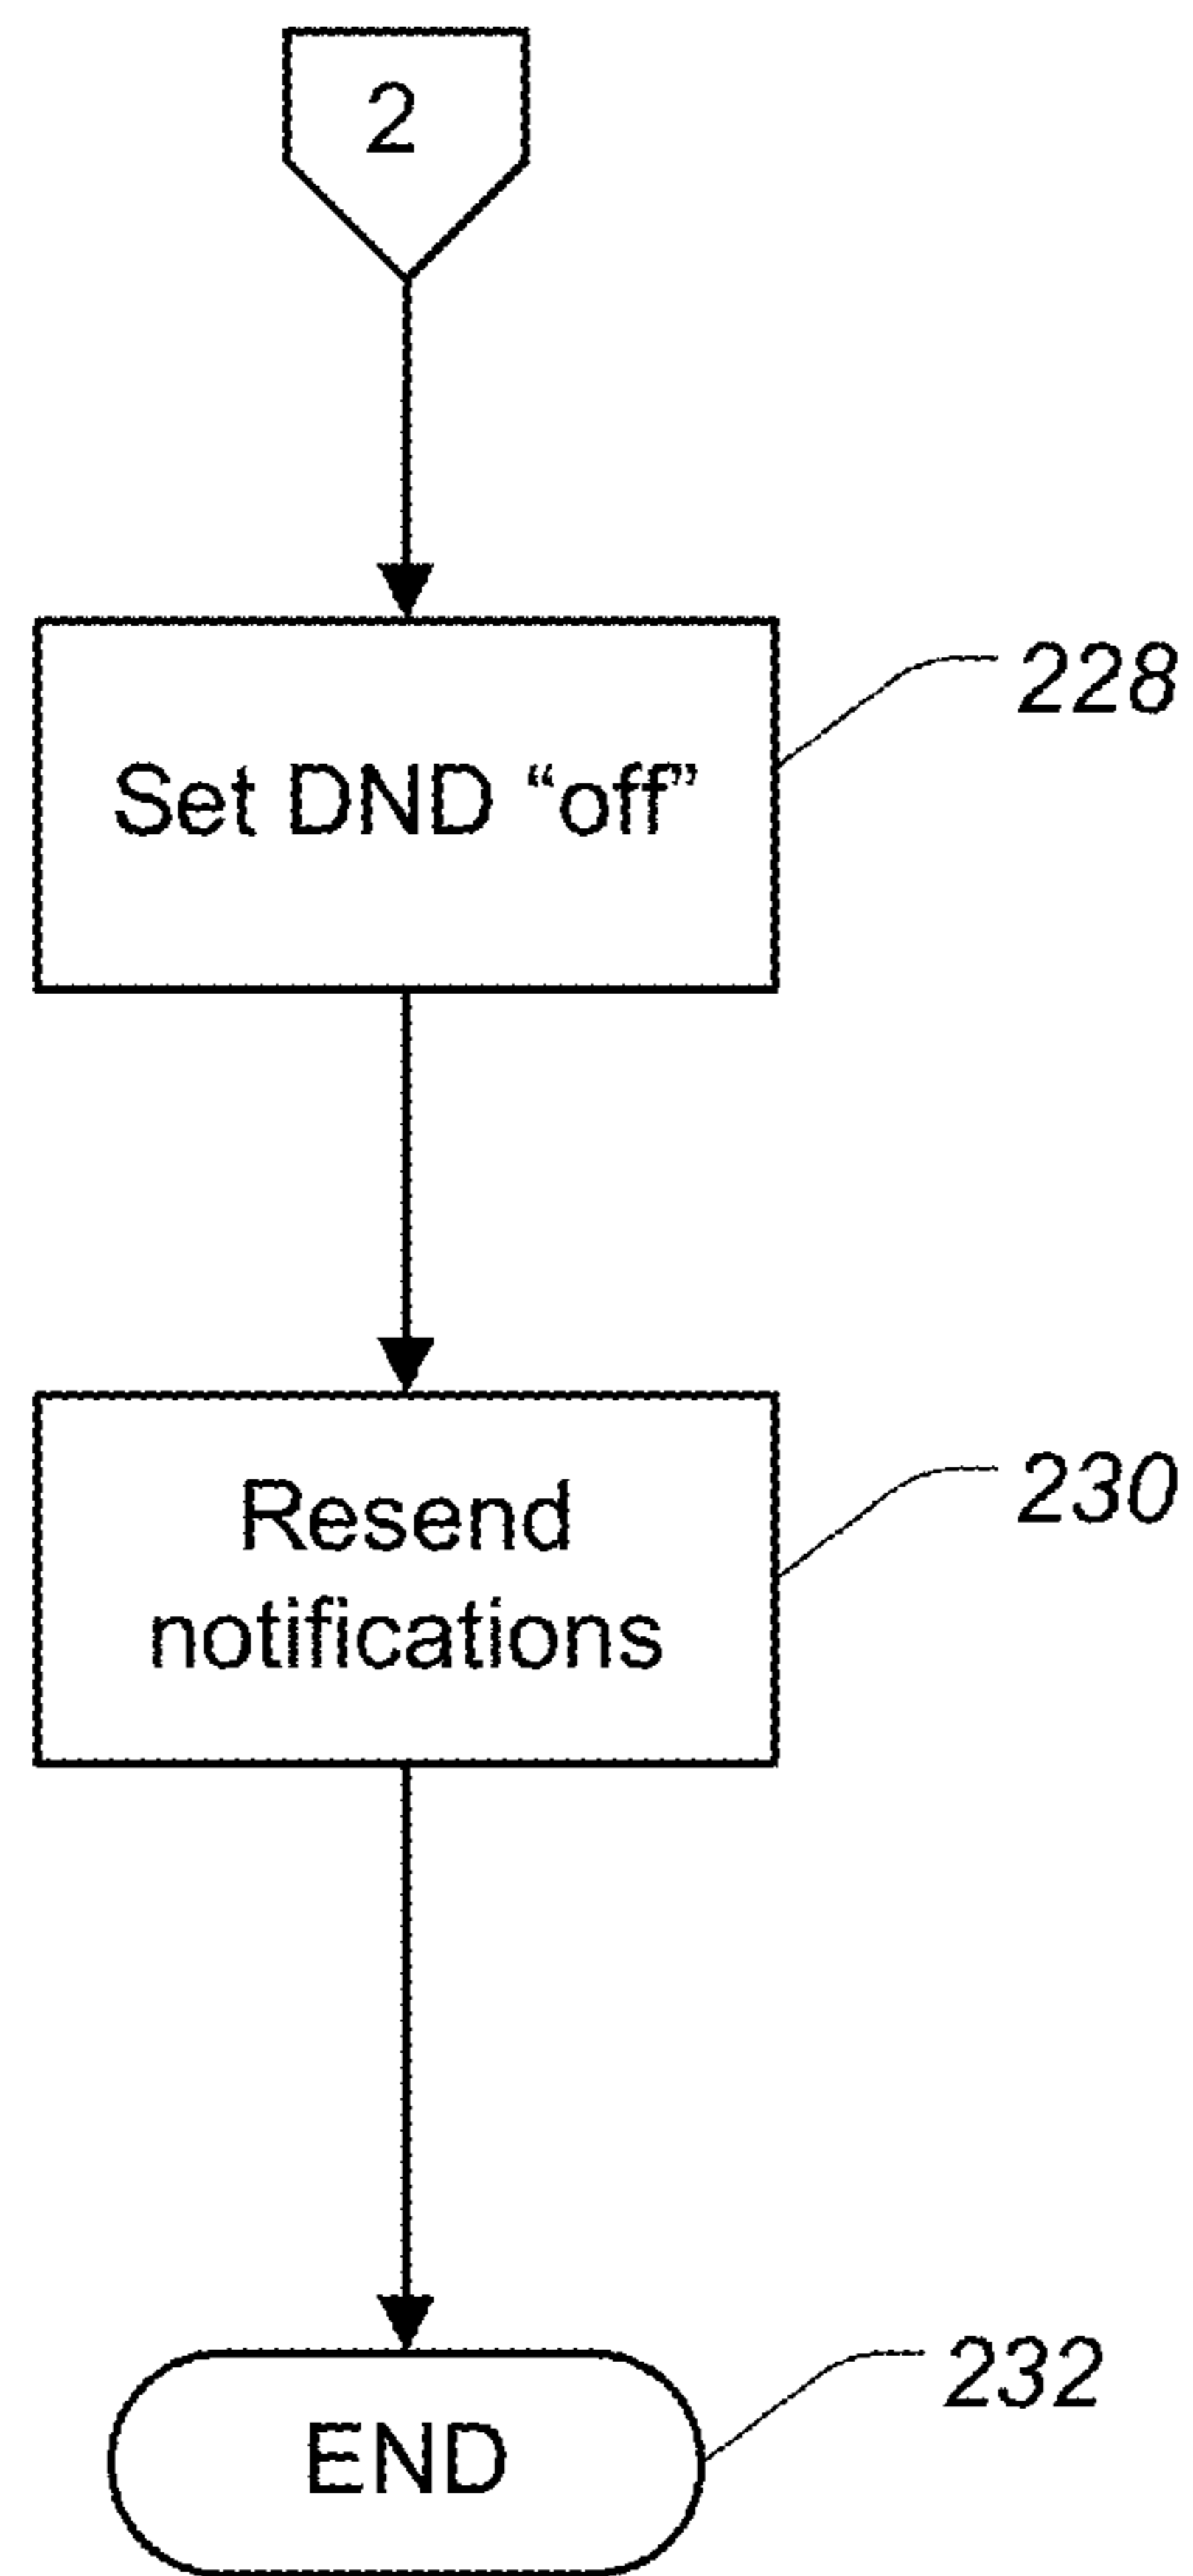 2
228
Set DND “off”
230
Resend
notifications
232
END